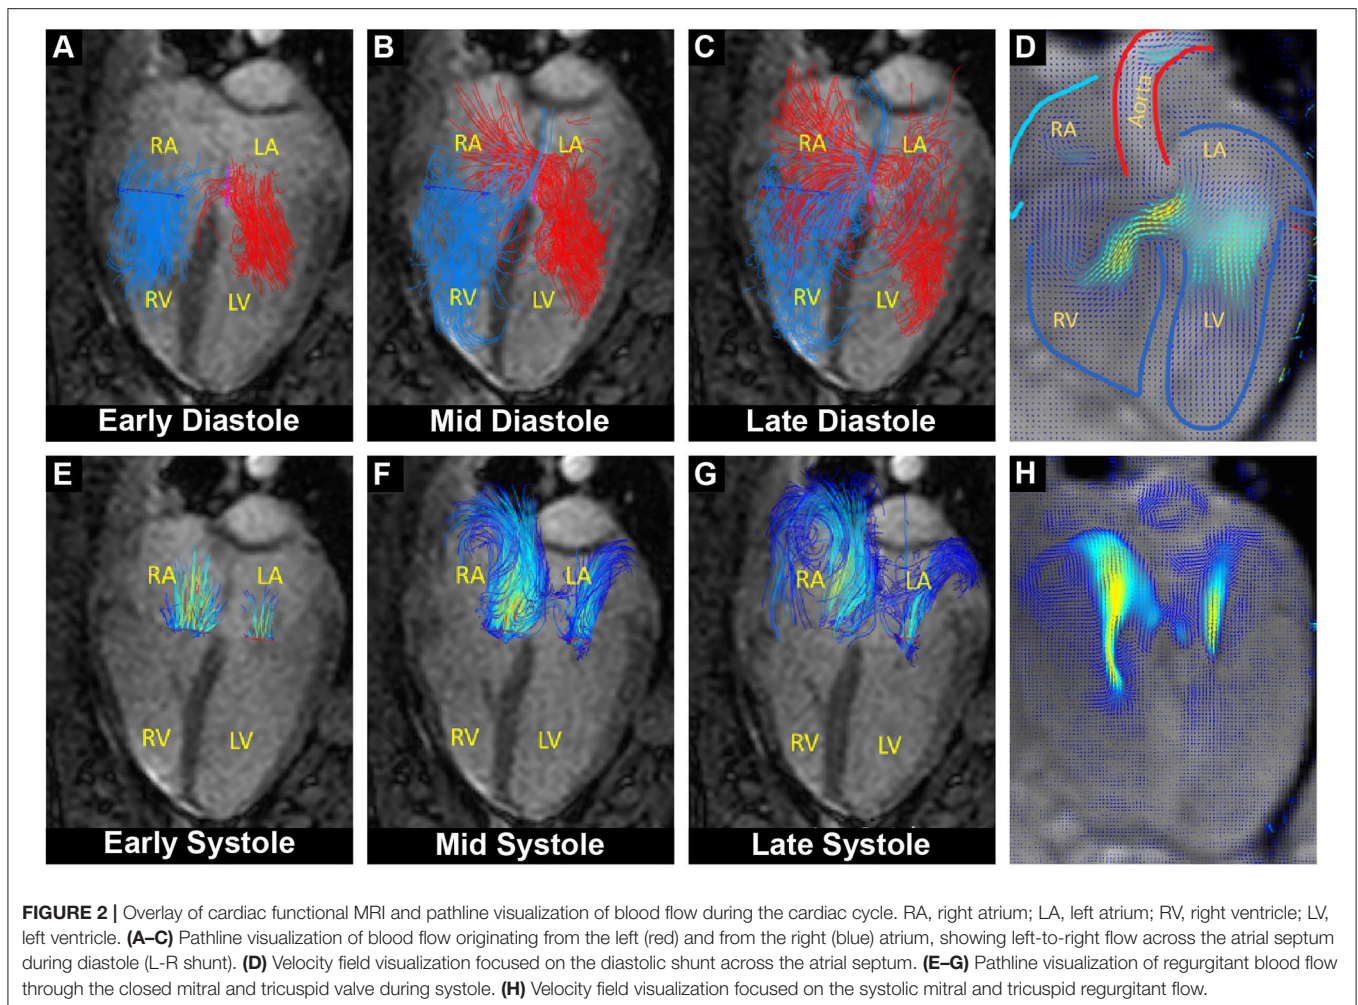 A
RA
LA
RV
LV
Early Diastole
B
RA
LA
RV
LV
Mid Diastole
C
RA
LA
RV
LV
Late Diastole
D
RA
Aorta
LA
RV
LV
E
RA
LA
RV
LV
Early Systole
F
RA
LA
RV
LV
Mid Systole
G
RA
LA
RV
LV
Late Systole
H
FIGURE 2 | Overlay of cardiac functional MRI and pathline visualization of blood flow during the cardiac cycle. RA, right atrium; LA, left atrium; RV, right ventricle; LV,
left ventricle. (A–C) Pathline visualization of blood flow originating from the left (red) and from the right (blue) atrium, showing left-to-right flow across the atrial septum
during diastole (L-R shunt). (D) Velocity field visualization focused on the diastolic shunt across the atrial septum. (E–G) Pathline visualization of regurgitant blood flow
through the closed mitral and tricuspid valve during systole. (H) Velocity field visualization focused on the systolic mitral and tricuspid regurgitant flow.